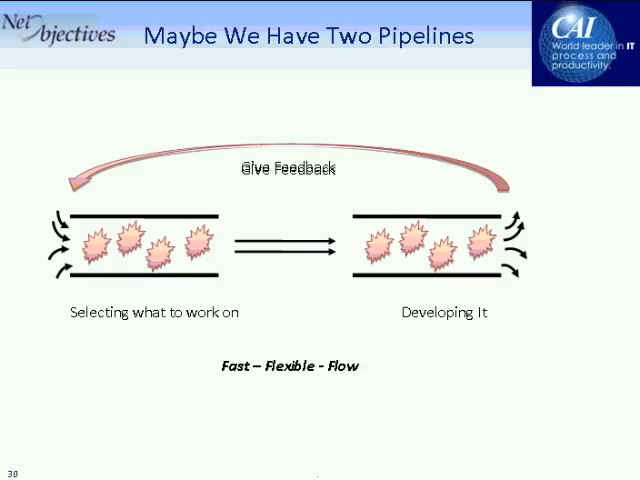 Net Objectives
Maybe We Have Two Pipelines
CAI
World leader in IT
process and
productivity.
Give Feedback
Selecting what to work on
Developing It
Fast – Flexible - Flow
30